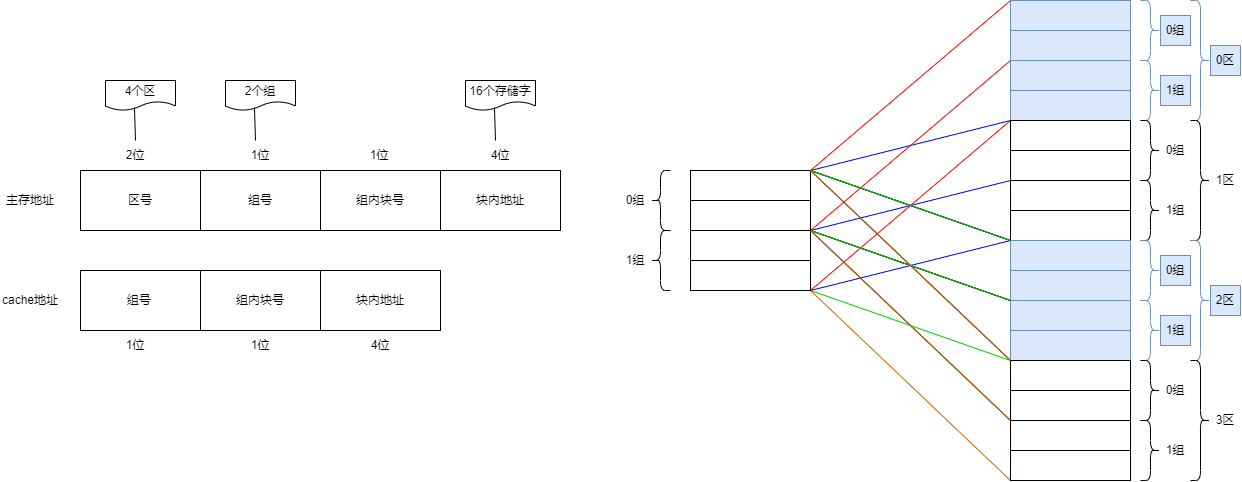 4个区
2个组
16个存储字
2位
1位
1位
4位
主存地址
区号
组号
组内块号
块内地址
cache地址
组号
组内块号
块内地址
1位
1位
4位
0组
1组
0组
1组
0区
0组
1组
1区
0组
1组
2区
0组
1组
3区